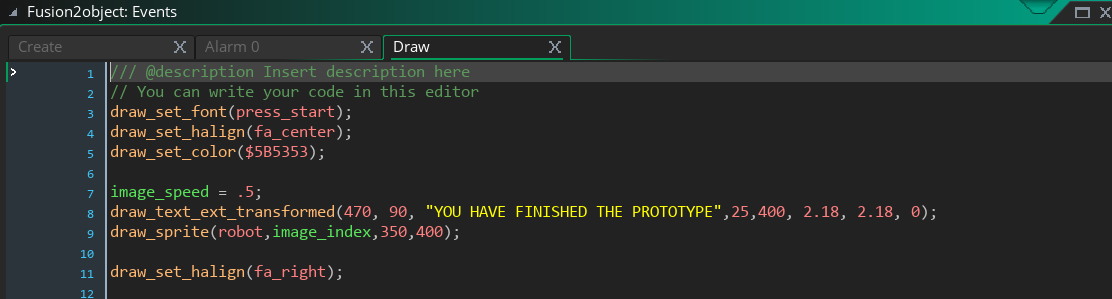 Fusion2object: Events
Create Alarm 0 Draw
1 /// @description Insert description here
2 // You can write your code in this editor
3 draw_set_font(press_start);
4 draw_set_halign(fa_center);
5 draw_set_color($5B5353);
6
7 image_speed = .5;
8 draw_text_ext_transformed(470, 90, "YOU HAVE FINISHED THE PROTOTYPE",25,400, 2.18, 2.18, 0);
9 draw_sprite(robot,image_index,350,400);
10
11 draw_set_halign(fa_right);
12